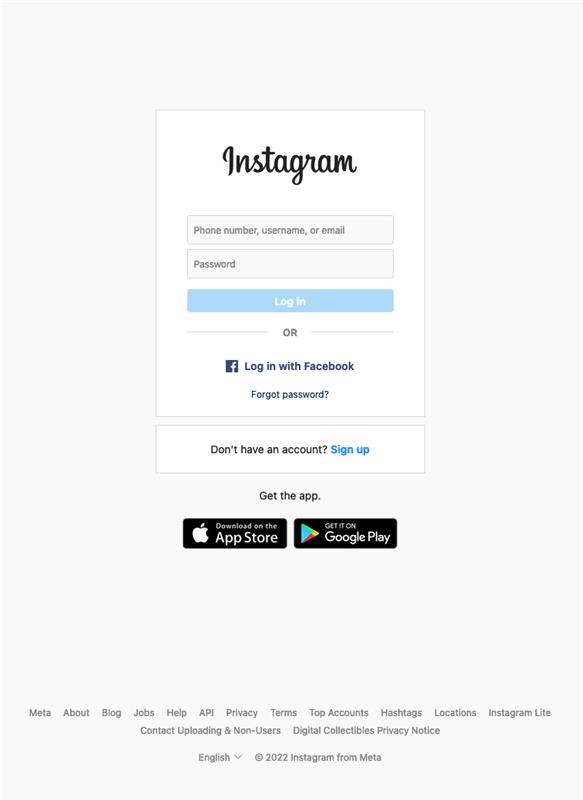 Instagram
Phone number, username, or email
Password
Log in
OR
Log in with Facebook
Forgot password?
Don't have an account? Sign up
Get the app.
Download on the
App Store
GET IT ON
Google Play
Meta About Blog Jobs Help API Privacy Terms Top Accounts Hashtags Locations Instagram Lite
Contact Uploading & Non-Users Digital Collectibles Privacy Notice
English © 2022 Instagram from Meta